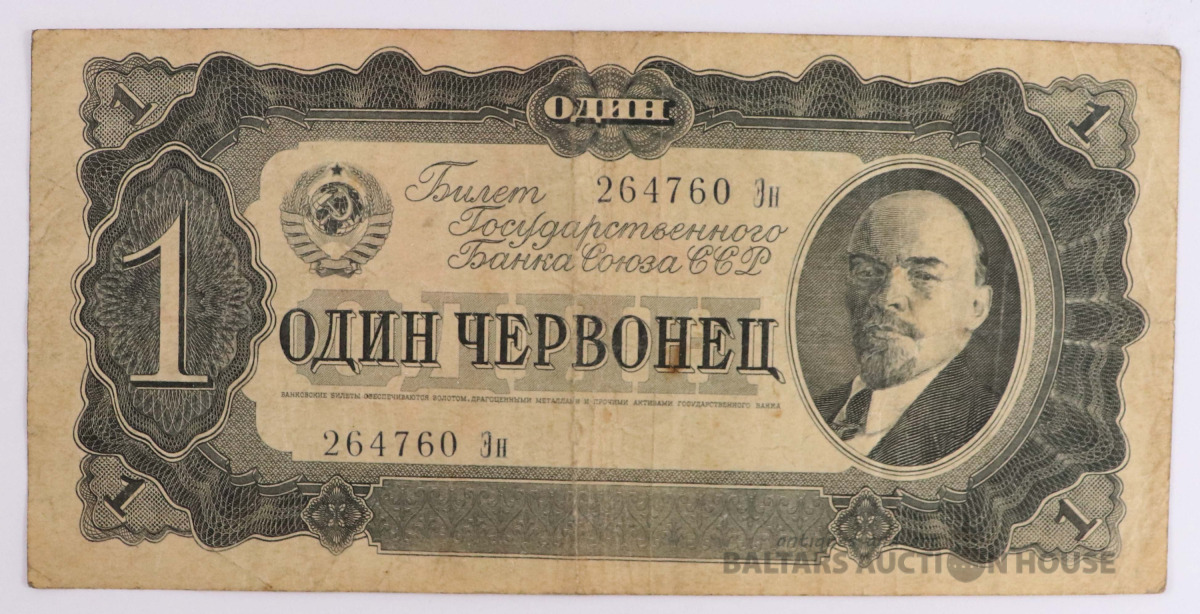 1
ОДИН
1
Билет 264760 Эн
Государственного
Банка Союза ССР
1
ОДИН
ОДИН ЧЕРВОНЕЦ
БАНКОВСКИЕ БИЛЕТЫ ОБЕСПЕЧИВАЮТСЯ ЗОЛОТОМ, ДРАГОЦЕННЫМИ МЕТАЛЛАМИ И ПРОЧИМИ АКТИВАМИ ГОСУДАРСТВЕННОГО БАНКА
264760 Эн
1
1
BALTARS AUCTION HOUSE